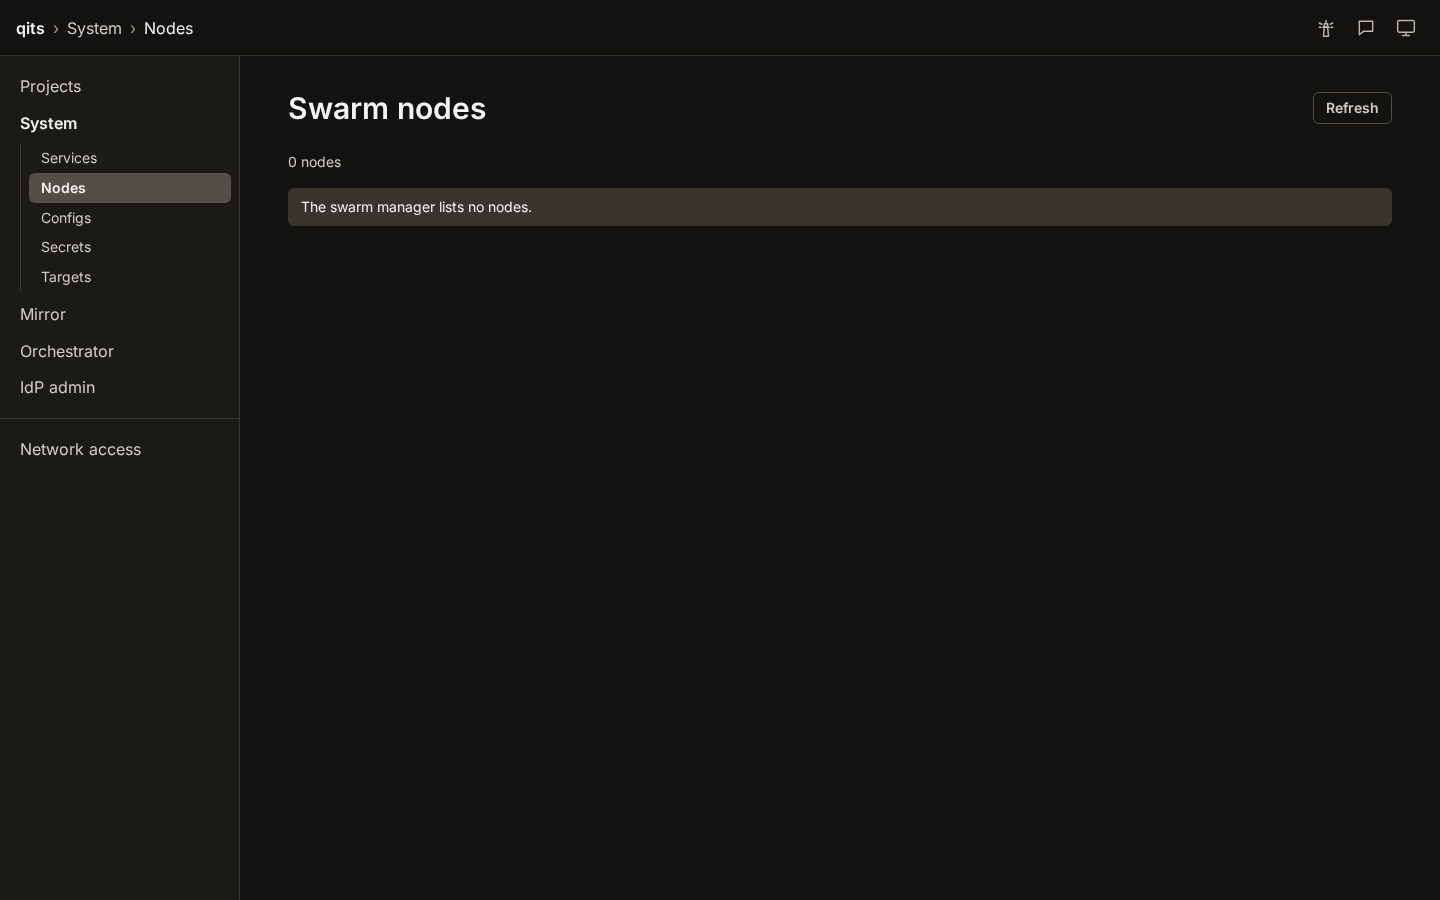 qits › System › Nodes
Projects
System
Services
Nodes
Configs
Secrets
Targets
Mirror
Orchestrator
IdP admin
Network access
Swarm nodes
Refresh
0 nodes
The swarm manager lists no nodes.